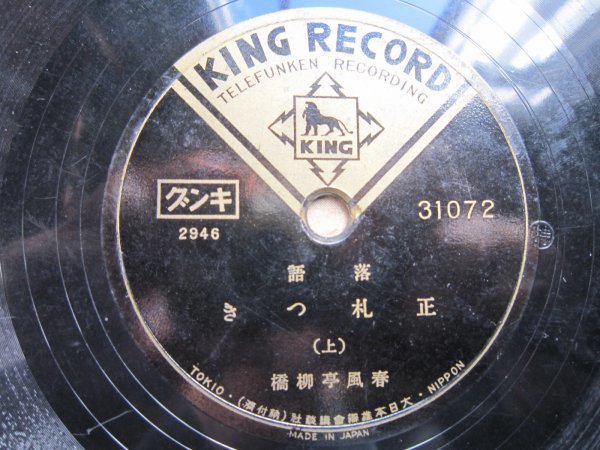 KING RECORD
TELEFUNKEN RECORDING
KING
キング
2946
31072
落語
正札つき
(上)
春風亭柳橋
TOKIO・大日本雄辯會講談社(納付濟)・NIPPON
MADE IN JAPAN